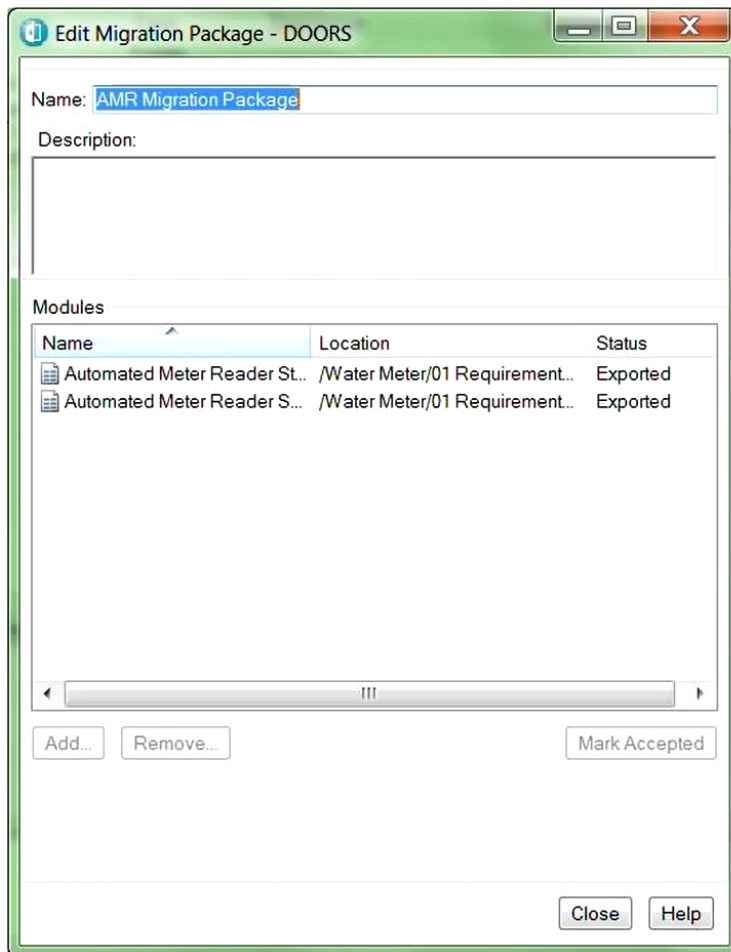 Edit Migration Package - DOORS
Name: AMR Migration Package
Description:
Modules
Name Location Status
Automated Meter Reader St... /Water Meter/01 Requirement... Exported
Automated Meter Reader S... /Water Meter/01 Requirement... Exported
Add... Remove... Mark Accepted
Close Help